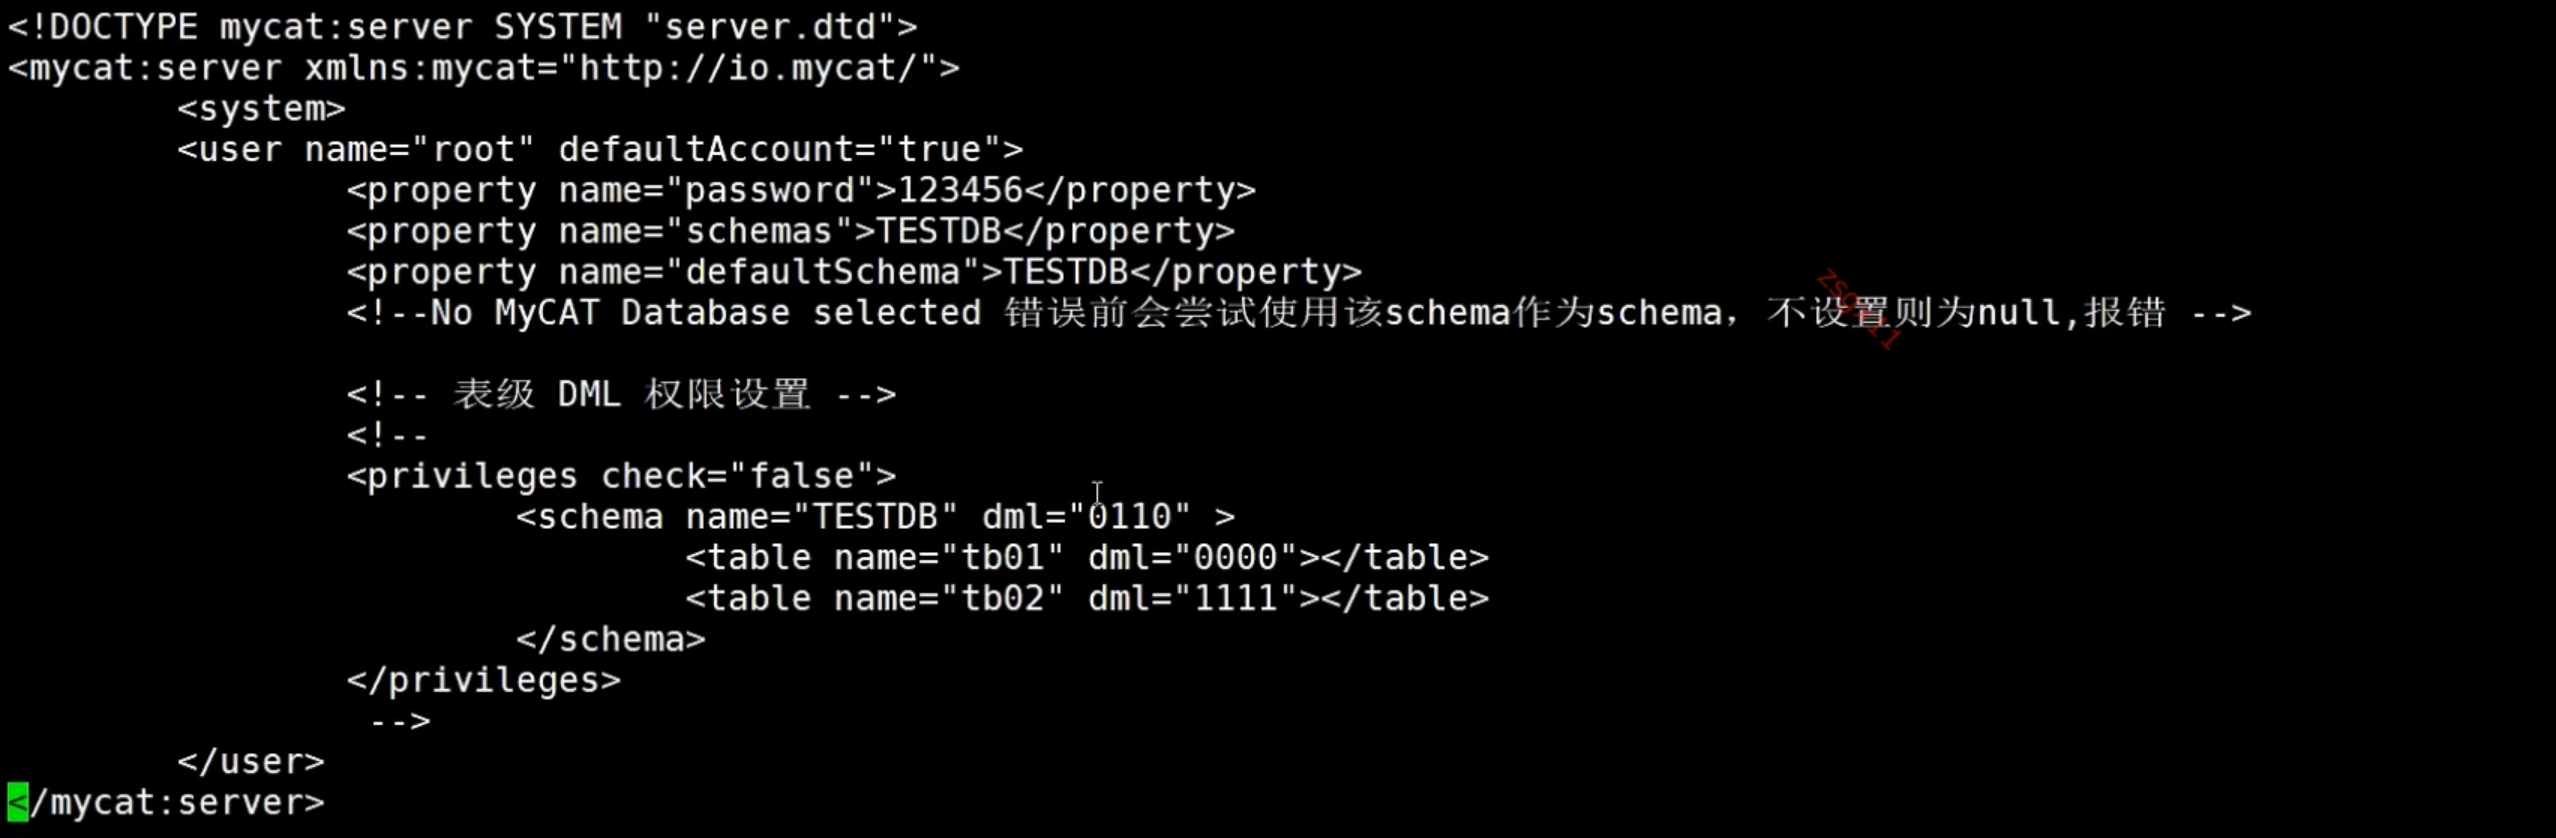 <!DOCTYPE mycat:server SYSTEM "server.dtd">
<mycat:server xmlns:mycat="http://io.mycat/">
        <system>
        <user name="root" defaultAccount="true">
                <property name="password">123456</property>
                <property name="schemas">TESTDB</property>
                <property name="defaultSchema">TESTDB</property>
                <!--No MyCAT Database selected 错误前会尝试使用该schema作为schema，不设置则为null,报错 -->
                <!-- 表级 DML 权限设置 -->
                <!--
                <privileges check="false">
                        <schema name="TESTDB" dml="0110" >
                                <table name="tb01" dml="0000"></table>
                                <table name="tb02" dml="1111"></table>
                        </schema>
                </privileges>
                 -->
        </user>
</mycat:server>